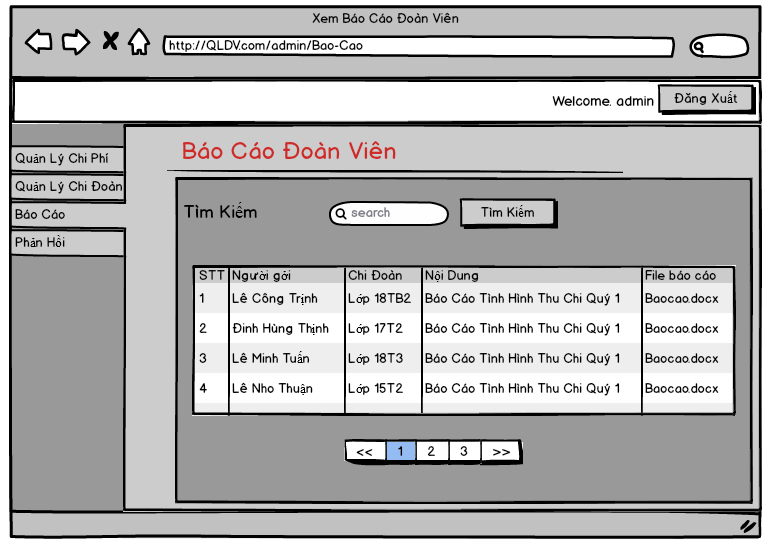 Xem Báo Cáo Đoàn Viên
http://QLDV.com/admin/Bao-Cao
Welcome, admin Đăng Xuất
Quản Lý Chi Phí
Quản Lý Chi Đoàn
Báo Cáo
Phản Hồi
Báo Cáo Đoàn Viên
Tìm Kiếm search Tìm Kiếm
STT Người gởi Chi Đoàn Nội Dung File báo cáo
1 Lê Công Trịnh Lớp 18TB2 Báo Cáo Tình Hình Thu Chi Quý 1 Baocao.docx
2 Đinh Hùng Thịnh Lớp 17T2 Báo Cáo Tình Hình Thu Chi Quý 1 Baocao.docx
3 Lê Minh Tuấn Lớp 18T3 Báo Cáo Tình Hình Thu Chi Quý 1 Baocao.docx
4 Lê Nho Thuận Lớp 15T2 Báo Cáo Tình Hình Thu Chi Quý 1 Baocao.docx
<< 1 2 3 >>